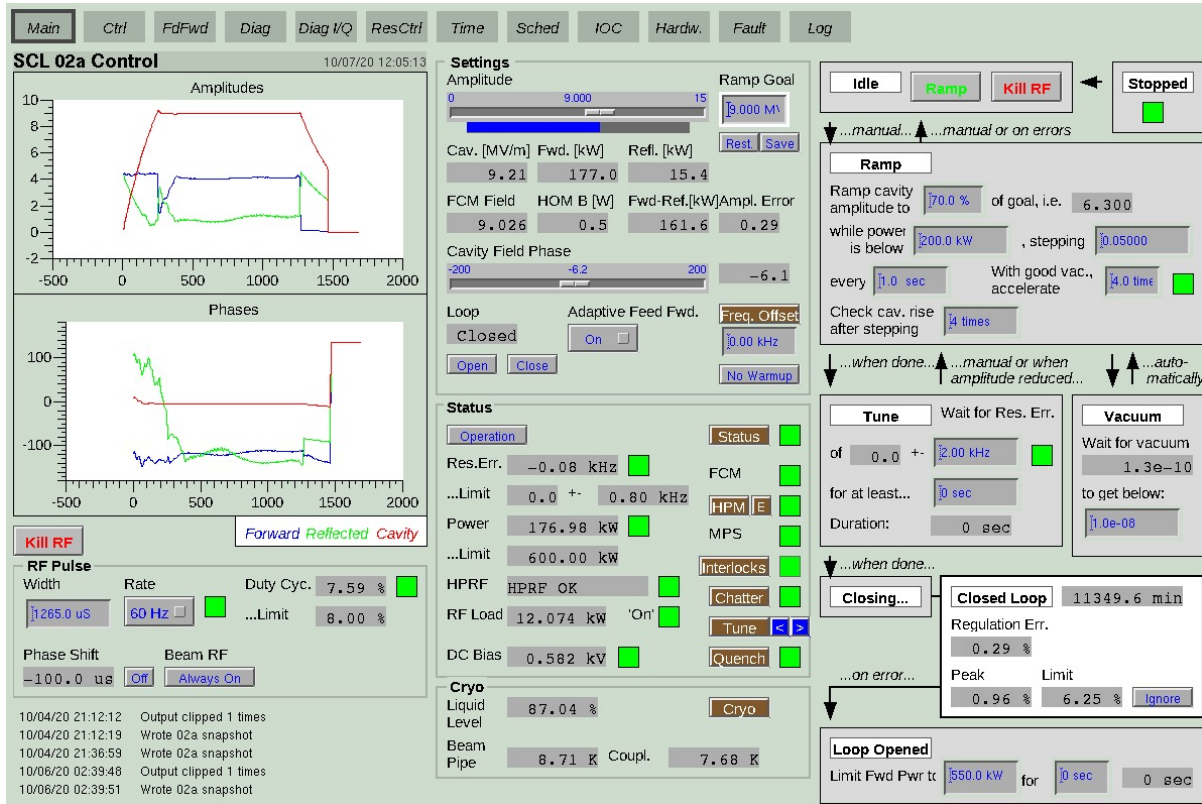 Main Ctrl FdFwd Diag Diag I/Q ResCtrl Time Sched IOC Hardw. Fault Log
SCL 02a Control 10/07/20 12:05:13
Amplitudes
10
8
6
4
2
0
-2
-500 0 500 1000 1500 2000
Phases
100
0
-100
-500 0 500 1000 1500 2000
Kill RF
Forward Reflected Cavity
RF Pulse
Width Rate Duty Cyc. 7.59 %
1265.0 uS 60 Hz ...Limit 8.00 %
Phase Shift Beam RF
-100.0 us Off Always On
10/04/20 21:12:12 Output clipped 1 times
10/04/20 21:12:19 Wrote 02a snapshot
10/04/20 21:36:59 Wrote 02a snapshot
10/06/20 02:39:48 Output clipped 1 times
10/06/20 02:39:51 Wrote 02a snapshot
Settings
Amplitude Ramp Goal
0 9.000 15
9.000 M
Rest. Save
Cav. [MV/m] Fwd. [kW] Refl. [kW]
9.21 177.0 15.4
FCM Field HOM B [W] Fwd-Ref.[kW] Ampl. Error
9.026 0.5 161.6 0.29
Cavity Field Phase
-200 -6.2 200
-6.1
Loop Adaptive Feed Fwd. Freq. Offset
Closed On 0.00 kHz
Open Close No Warmup
Status
Operation Status
Res.Err. -0.08 kHz FCM
...Limit 0.0 +- 0.80 kHz HPM E
Power 176.98 kW MPS
...Limit 600.00 kW Interlocks
HPRF HPRF OK Chatter
RF Load 12.074 kW 'On' Tune < >
DC Bias 0.582 kV Quench
Cryo
Liquid
Level 87.04 % Cryo
Beam
Pipe 8.71 K Coupl. 7.68 K
Idle Ramp Kill RF Stopped
...manual... ...manual or on errors
Ramp
Ramp cavity
amplitude to 70.0 % of goal, i.e. 6.300
while power
is below 200.0 kW , stepping 0.05000
every 1.0 sec With good vac.,
accelerate 4.0 time
Check cav. rise
after stepping 4 times
...when done... ...manual or when
amplitude reduced... ...auto-
matically
Tune Wait for Res. Err.
of 0.0 +- 2.00 kHz
for at least... 0 sec
Duration: 0 sec
Vacuum
Wait for vacuum
1.3e-10
to get below:
1.0e-08
...when done...
Closing... Closed Loop 11349.6 min
Regulation Err.
0.29 %
Peak Limit
0.96 % 6.25 % Ignore
...on error...
Loop Opened
Limit Fwd Pwr to 550.0 kW for 0 sec 0 sec